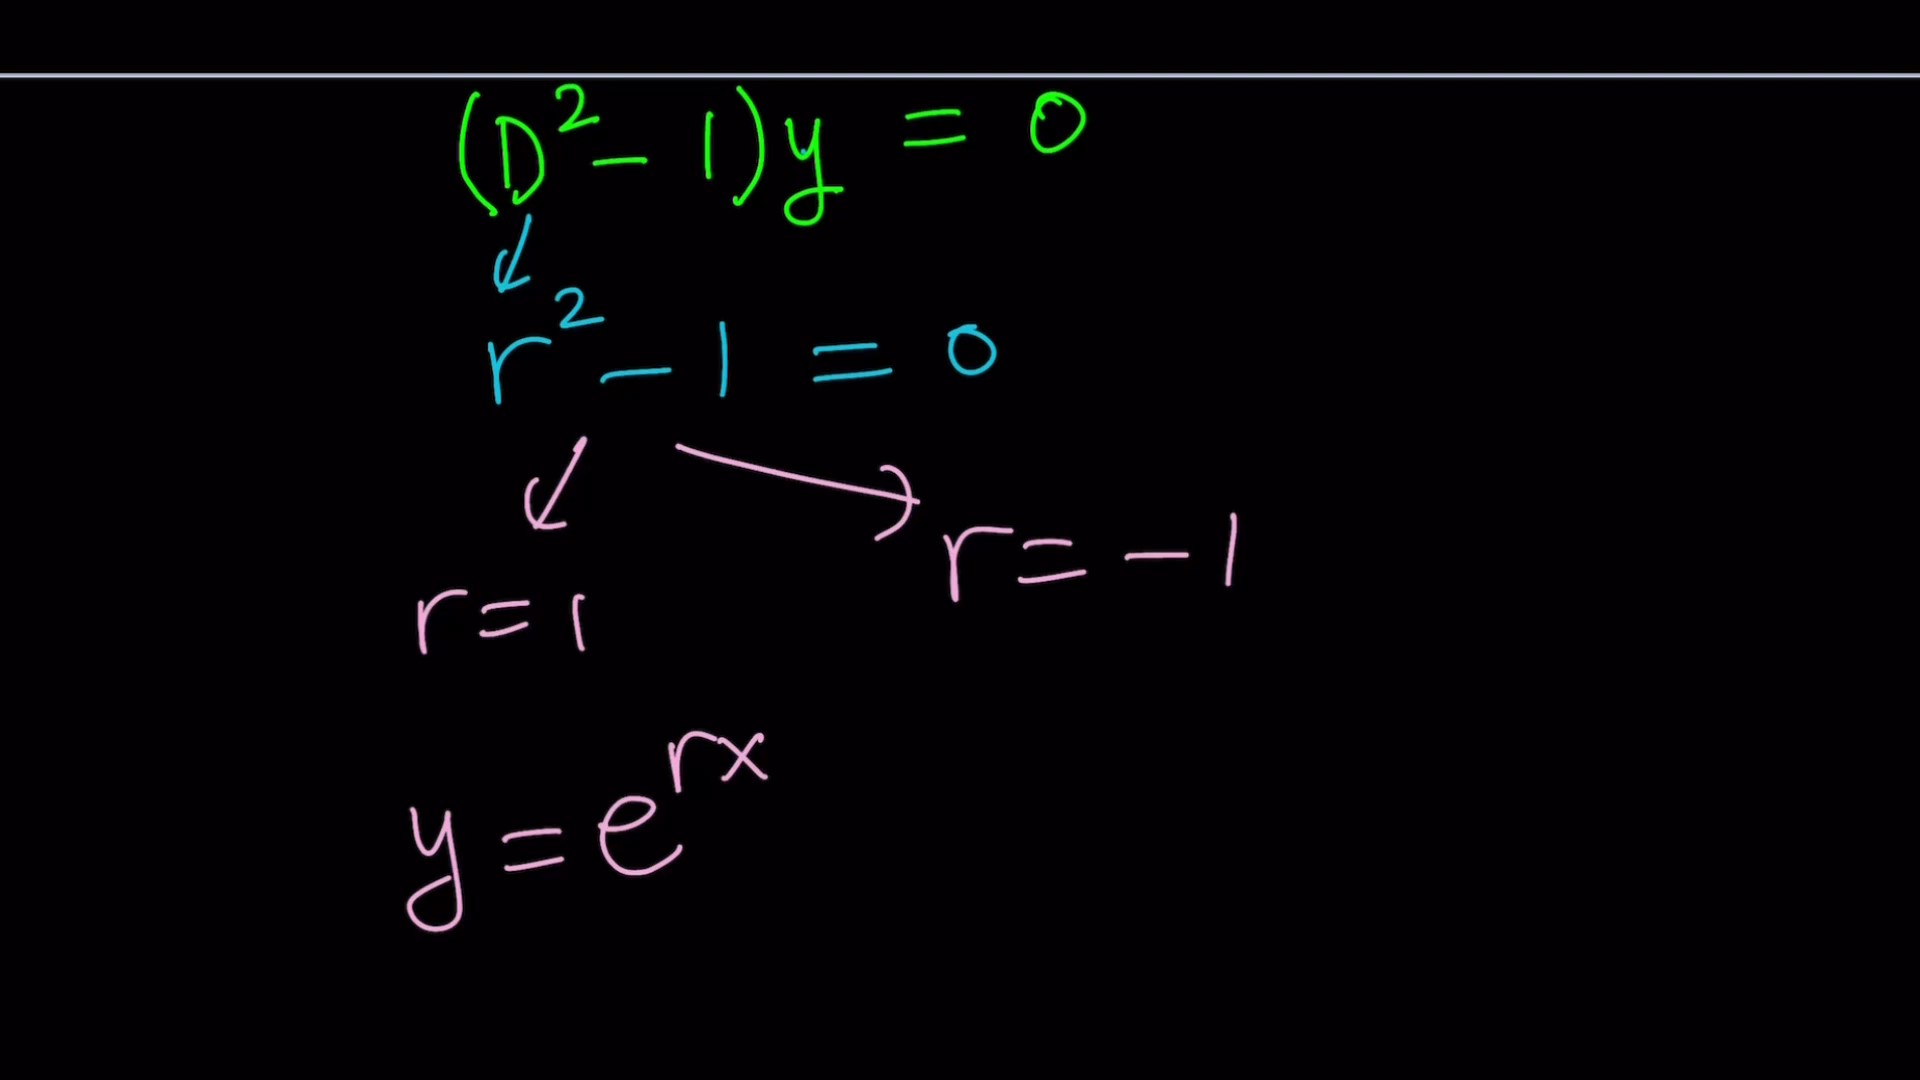 (D² - 1)y = 0
r² - 1 = 0
r = 1
r = -1
y = e^{rx}